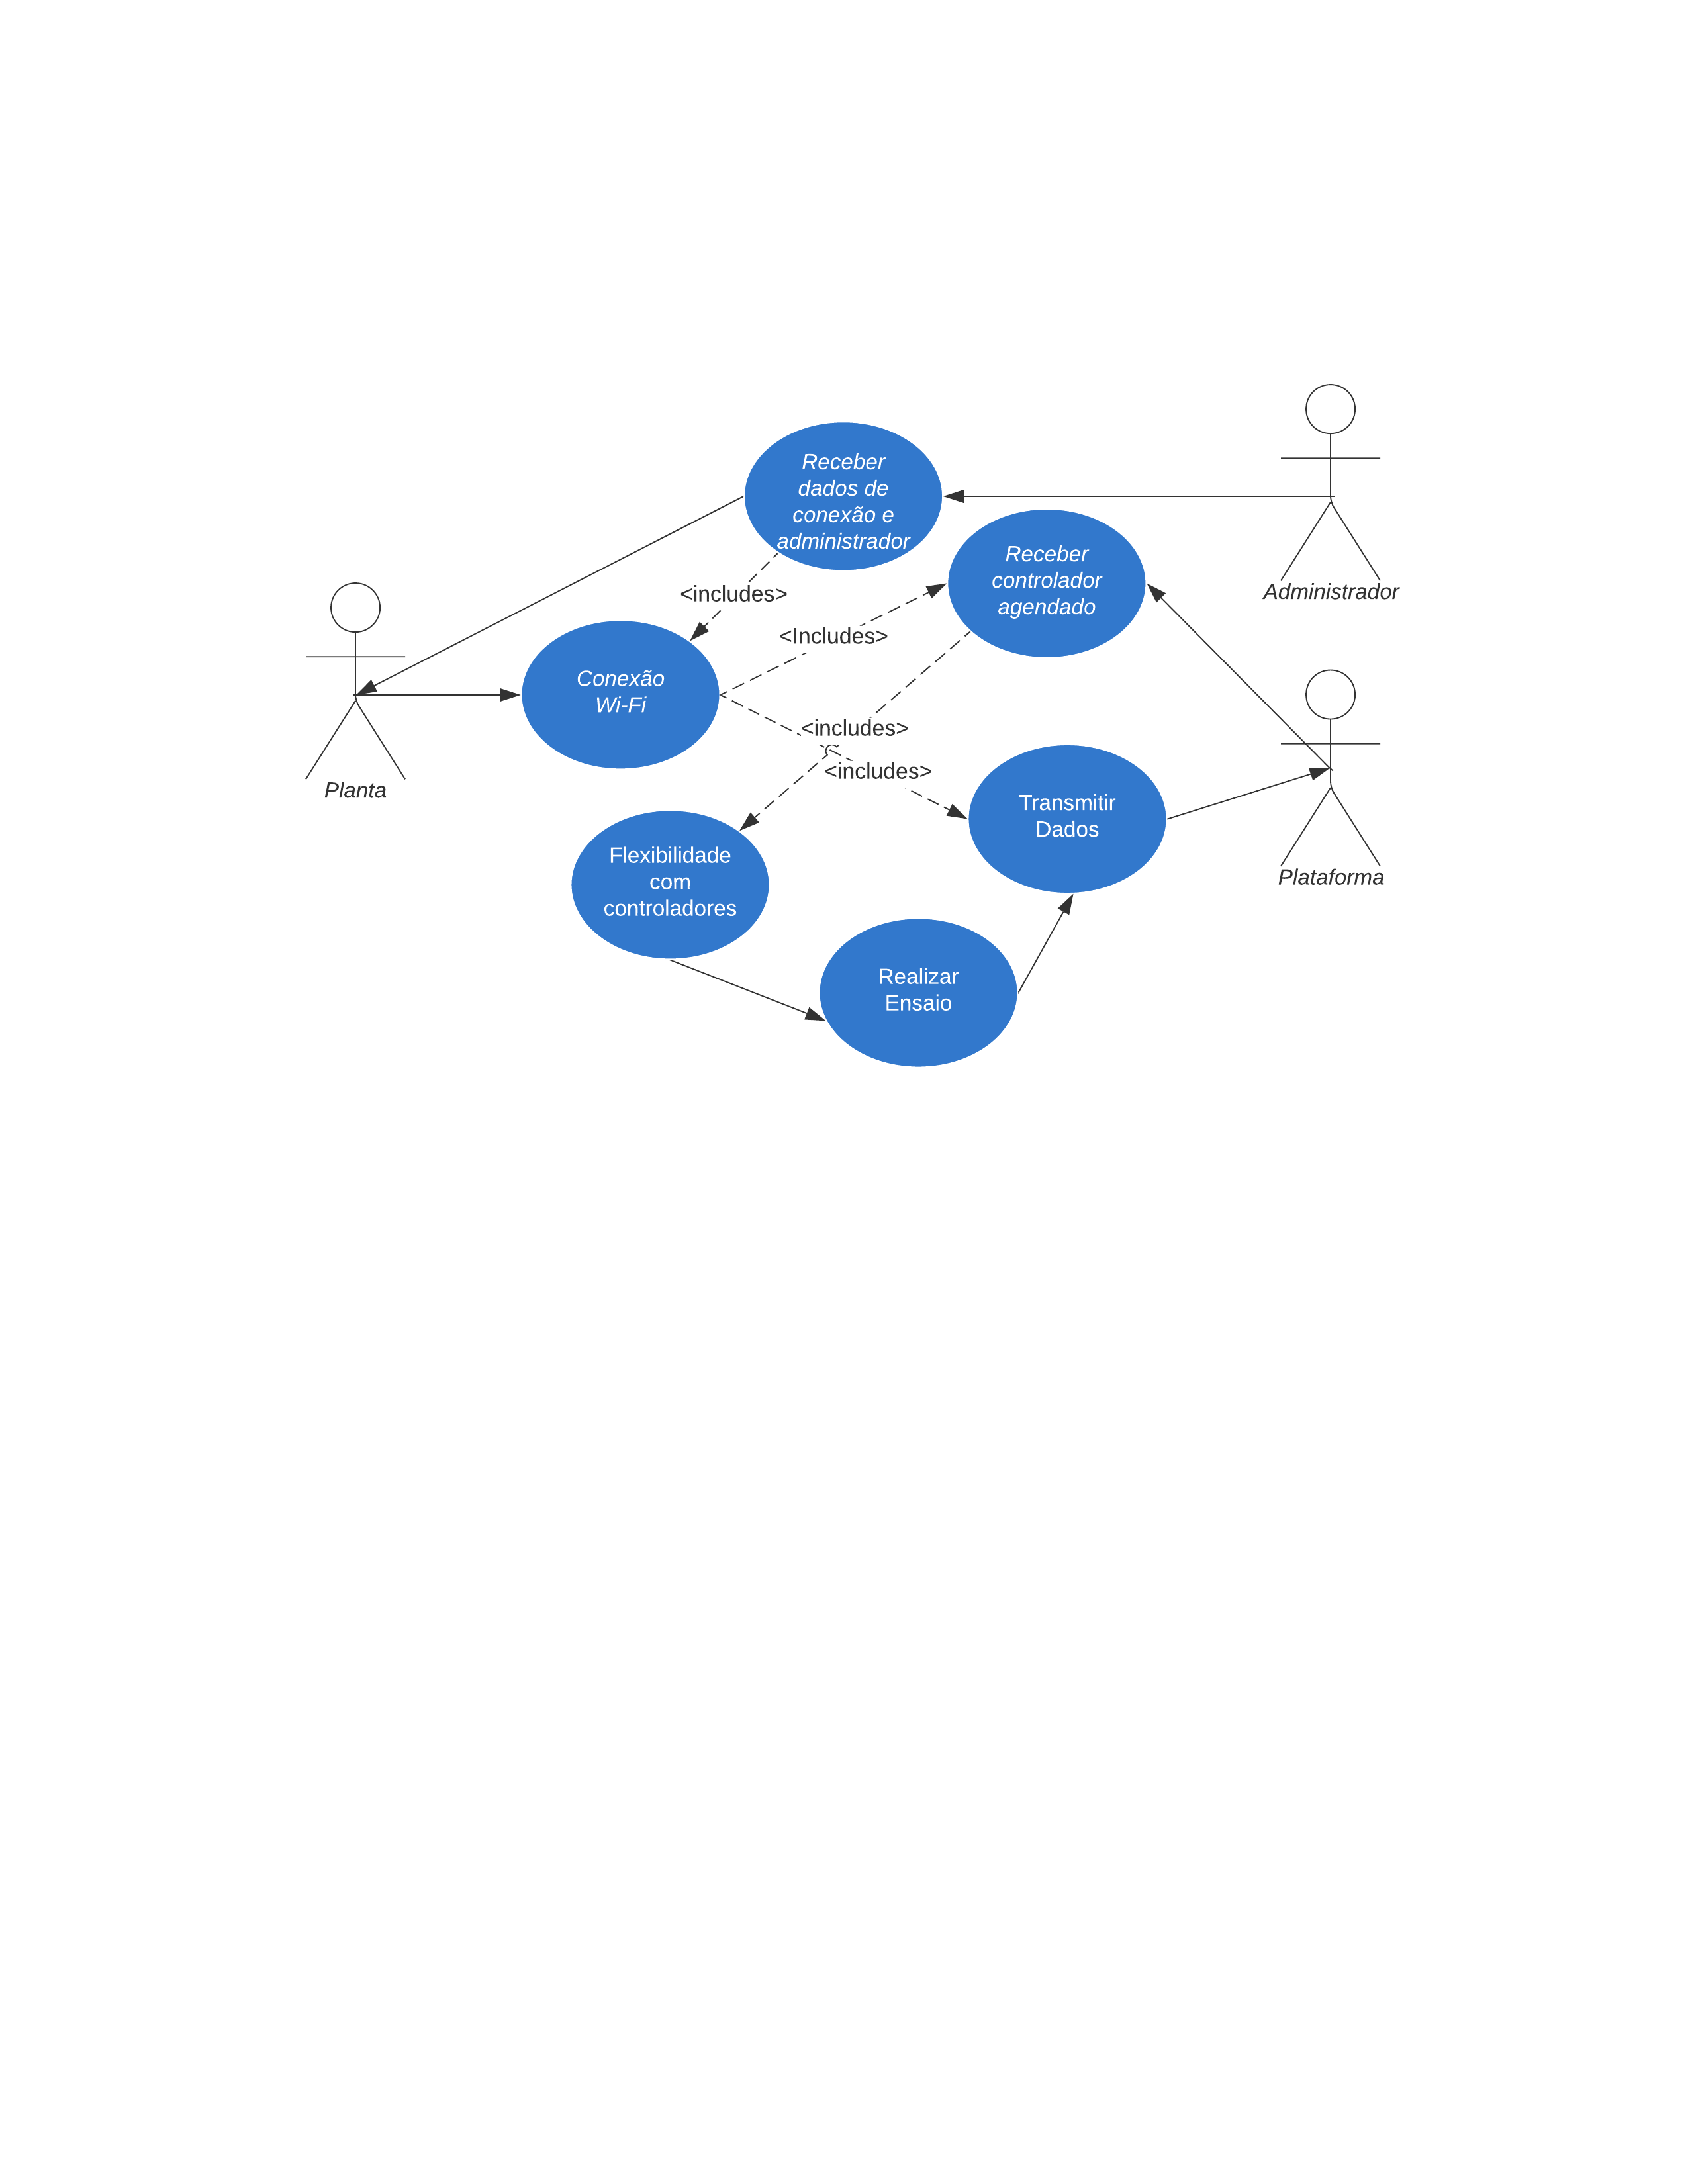 Receber
dados de
conexão e
administrador
Receber
controlador
agendado
Administrador
<includes>
<Includes>
Conexão
Wi-Fi
Planta
<includes>
<includes>
Transmitir
Dados
Plataforma
Flexibilidade
com
controladores
Realizar
Ensaio